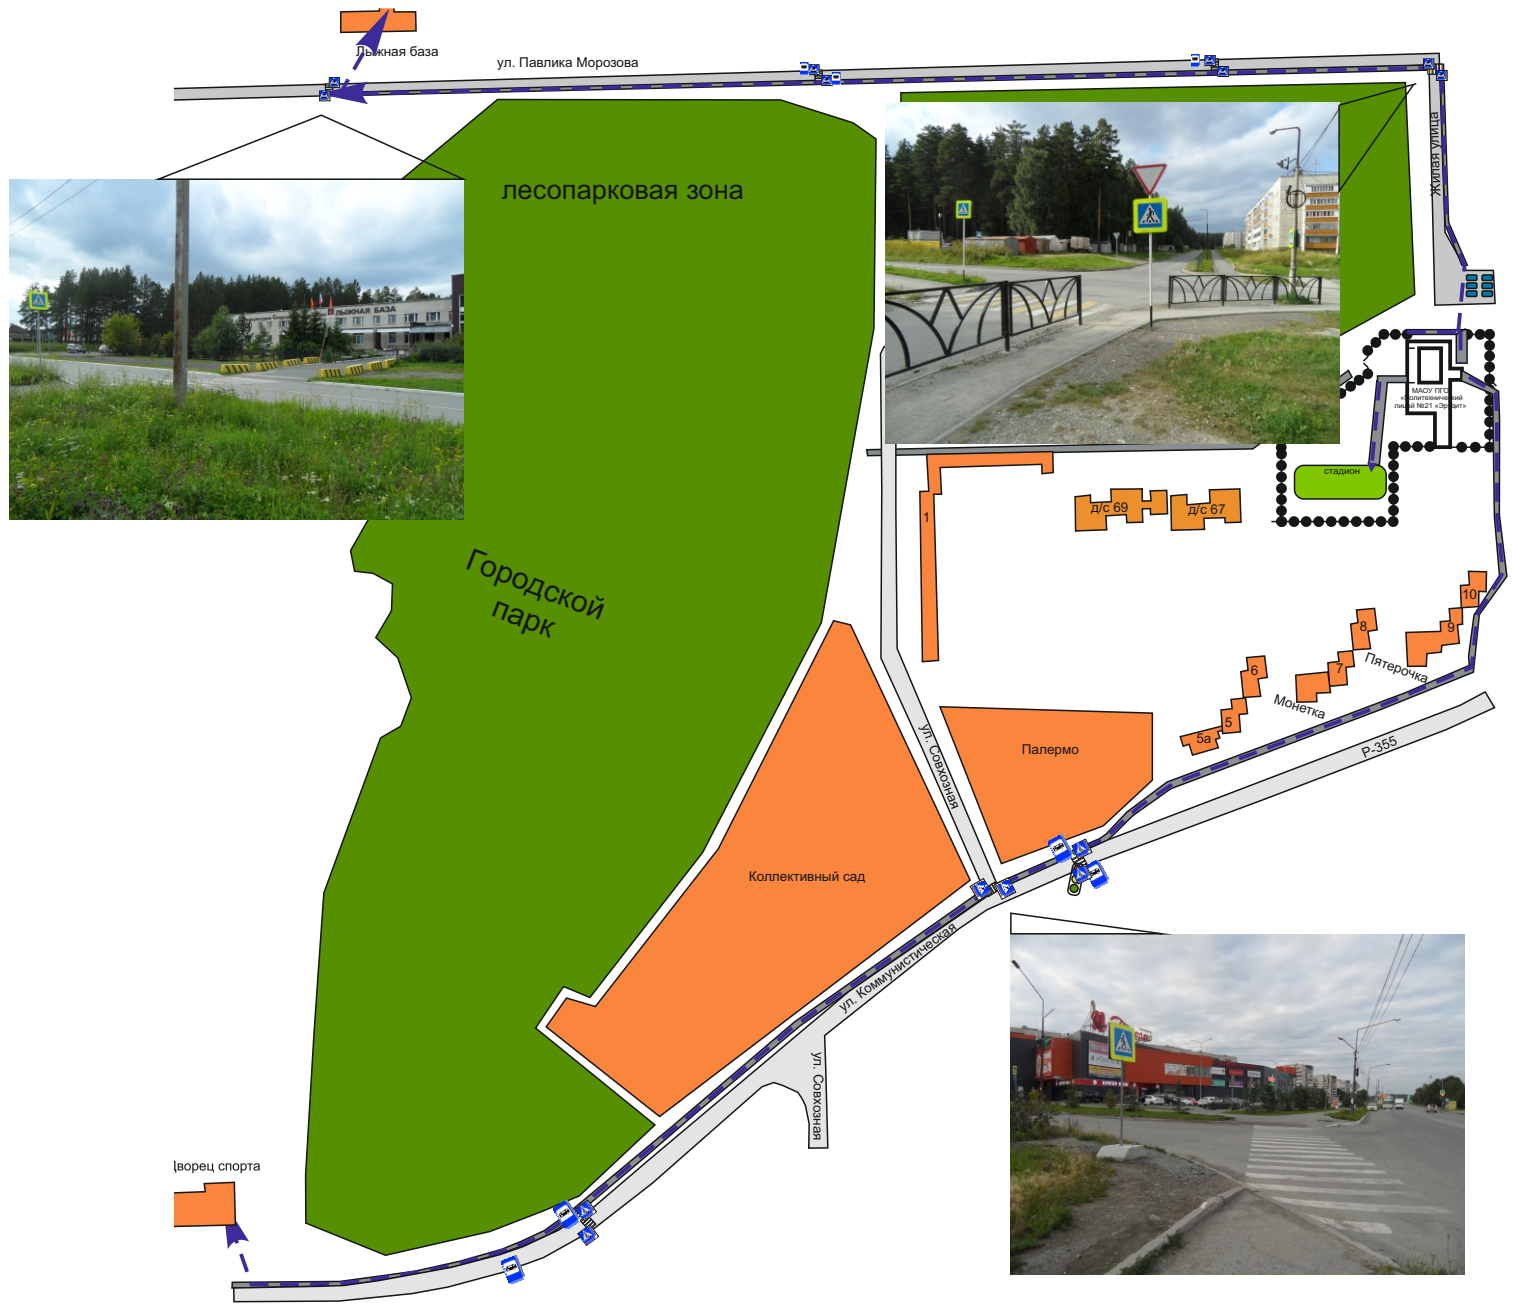 Лыжная база
ул. Павлика Морозова
Жилая улица
лесопарковая зона
ЛЫЖНАЯ БАЗА
МАОУ ПГО
«Политехнический
лицей №21 «Эрудит»
стадион
1
д/с 69
д/с 67
Городской
парк
10
9
8
7
6
5
5а
Пятерочка
Монетка
Р-355
ул. Совхозная
Палермо
Коллективный сад
ул. Коммунистическая
ул. Совхозная
Дворец спорта